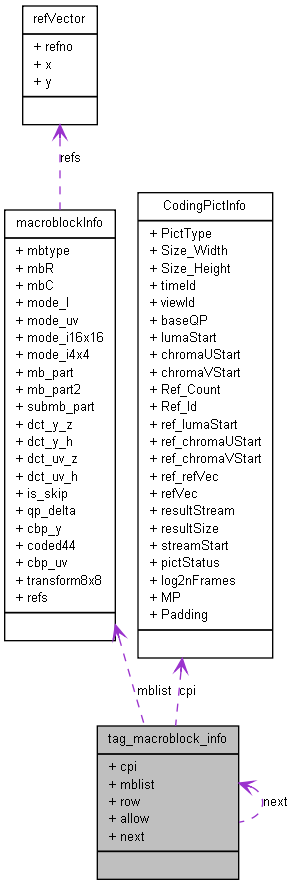 refVector
+ refno
+ x
+ y
refs
macroblockInfo
+ mbtype
+ mbR
+ mbC
+ mode_l
+ mode_uv
+ mode_i16x16
+ mode_i4x4
+ mb_part
+ mb_part2
+ submb_part
+ dct_y_z
+ dct_y_h
+ dct_uv_z
+ dct_uv_h
+ is_skip
+ qp_delta
+ cbp_y
+ coded44
+ cbp_uv
+ transform8x8
+ refs
CodingPictInfo
+ PictType
+ Size_Width
+ Size_Height
+ timeId
+ viewId
+ baseQP
+ lumaStart
+ chromaUStart
+ chromaVStart
+ Ref_Count
+ Ref_Id
+ ref_lumaStart
+ ref_chromaUStart
+ ref_chromaVStart
+ ref_refVec
+ refVec
+ resultStream
+ resultSize
+ streamStart
+ pictStatus
+ log2nFrames
+ MP
+ Padding
mblist
cpi
tag_macroblock_info
+ cpi
+ mblist
+ row
+ allow
+ next
next